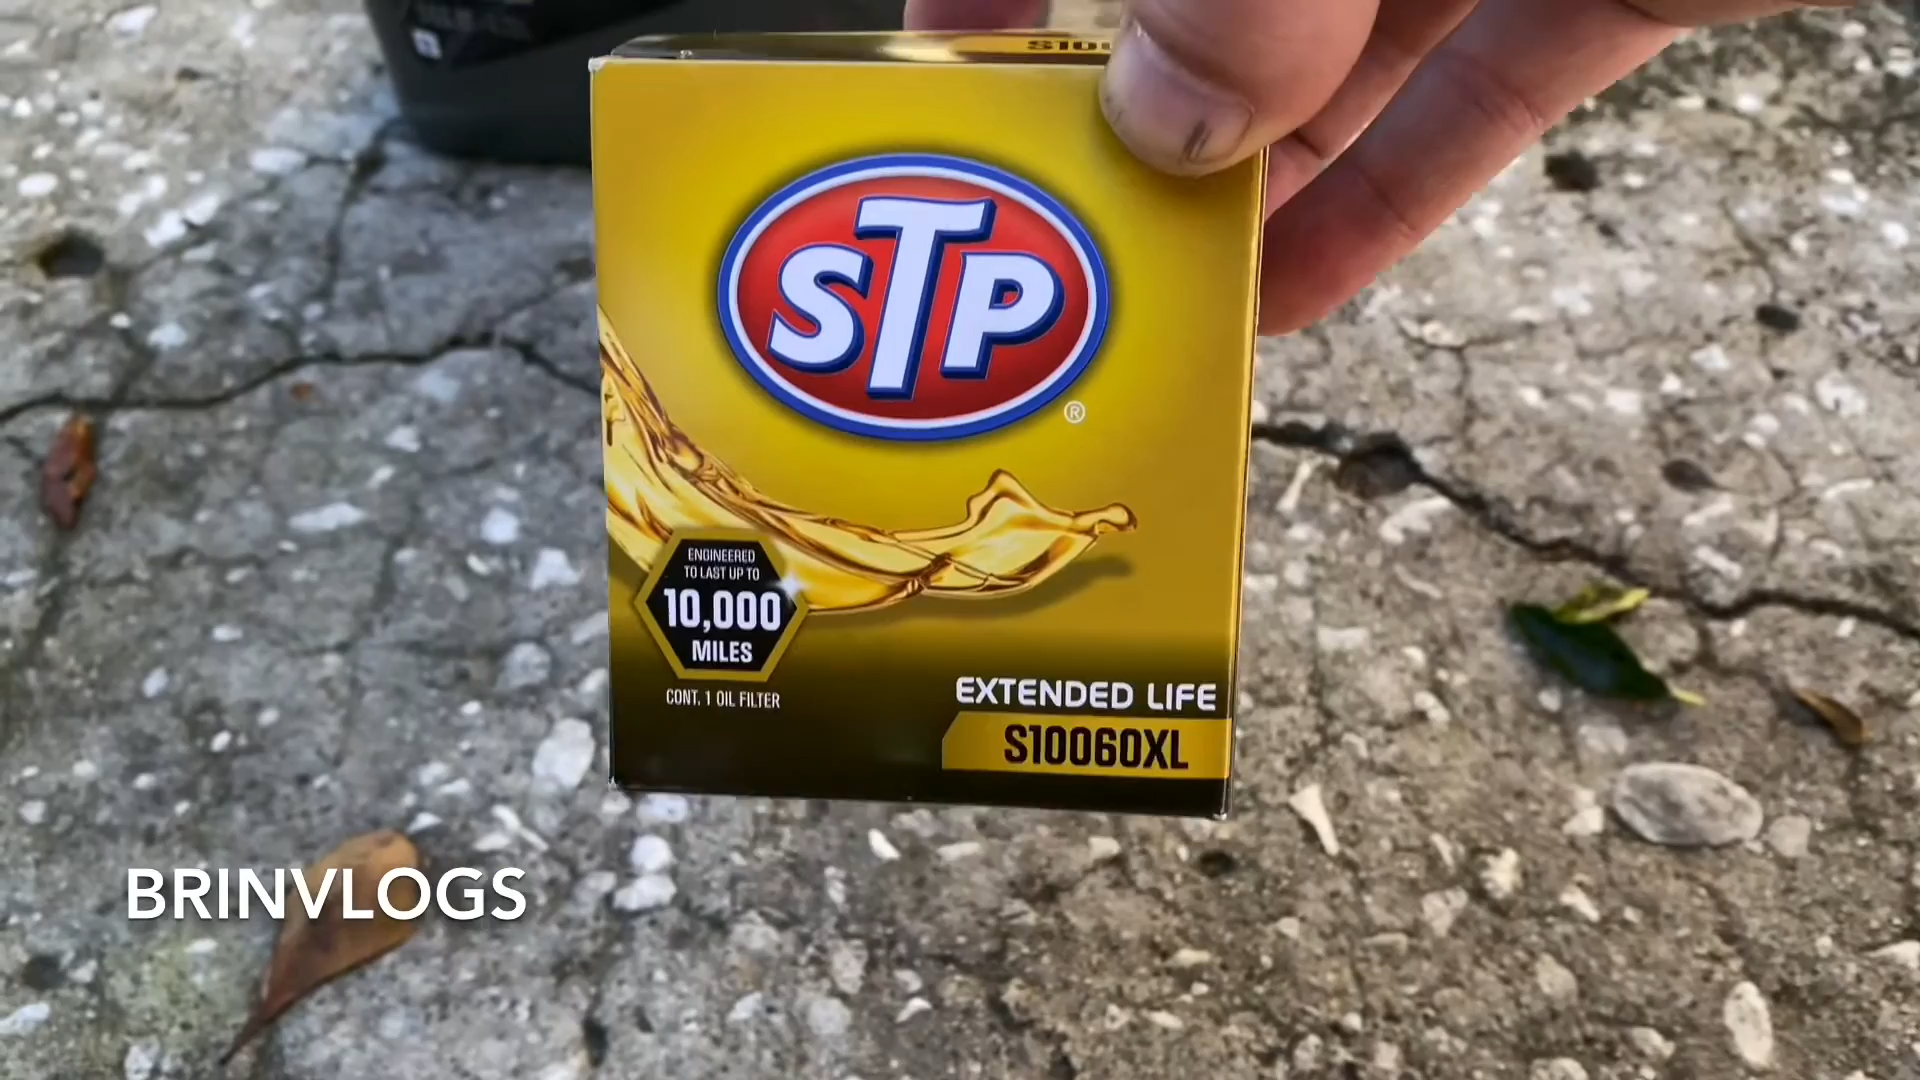 STP
®
ENGINEERED
TO LAST UP TO
10,000
MILES
CONT. 1 OIL FILTER
EXTENDED LIFE
S10060XL
BRINVLOGS